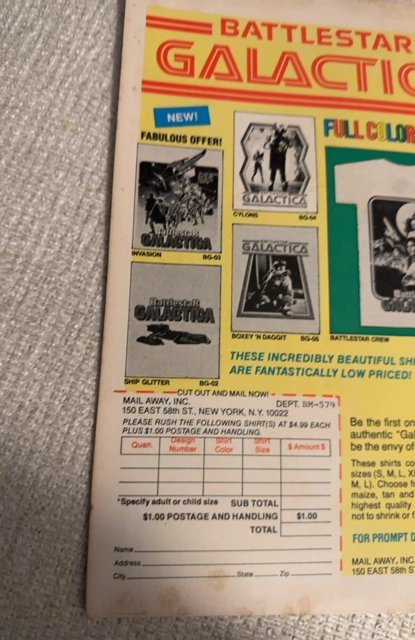 BATTLESTAR
GALACTIC
NEW!
FABULOUS OFFER!
FULL COLOR
BATTLESTAR
GALACTICA
INVASION BG-03
GALACTICA
CYLONS BG-04
GALACTICA
BOXEY 'N DAGGIT BG-05
BATTLESTAR
GALACTICA
SHIP GLITTER BG-02
BATTLESTAR CREW
THESE INCREDIBLY BEAUTIFUL SH
ARE FANTASTICALLY LOW PRICED!
CUT OUT AND MAIL NOW!
MAIL AWAY, INC. DEPT. BM-579
150 EAST 58th ST., NEW YORK, N.Y. 10022
PLEASE RUSH THE FOLLOWING SHIRT(S) AT $4.99 EACH
PLUS $1.00 POSTAGE AND HANDLING.
Quan. Design Number Shirt Color Shirt Size $ Amount $
*Specify adult or child size SUB TOTAL
$1.00 POSTAGE AND HANDLING $1.00
TOTAL
Name
Address
City State Zip
Be the first on
authentic "Gal
be the envy of
These shirts co
sizes (S, M, L, X
M, L). Choose f
maize, tan and
highest quality
not to shrink or f
FOR PROMPT D
MAIL AWAY, INC.
150 EAST 58th S